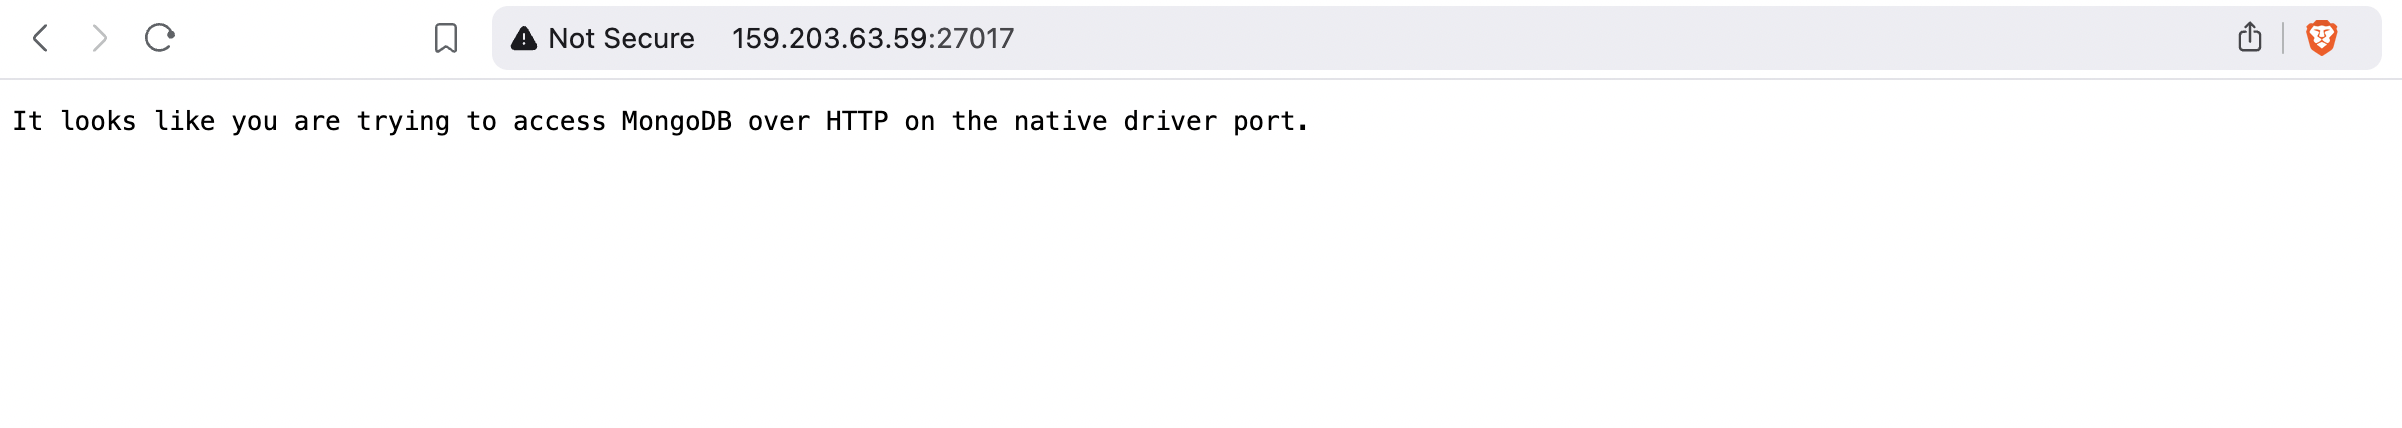 Not Secure 159.203.63.59:27017
It looks like you are trying to access MongoDB over HTTP on the native driver port.